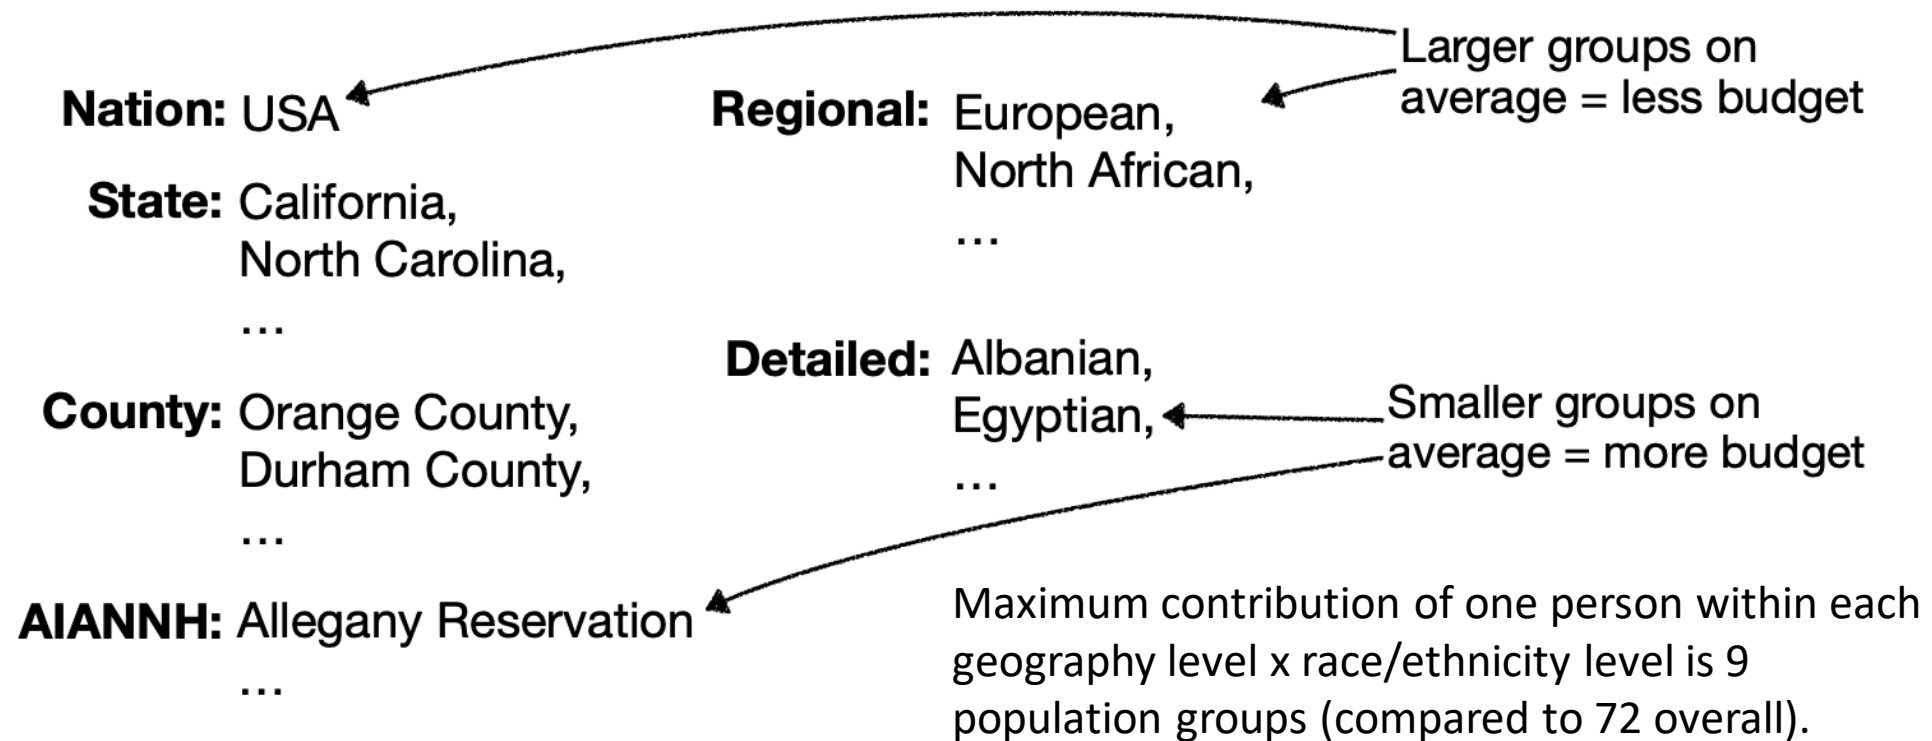 Nation: USA
State: California,
North Carolina,
...
County: Orange County,
Durham County,
...
AIANNH: Allegany Reservation
...
Regional: European,
North African,
...
Detailed: Albanian,
Egyptian,
...
Larger groups on
average = less budget
Smaller groups on
average = more budget
Maximum contribution of one person within each
geography level x race/ethnicity level is 9
population groups (compared to 72 overall).